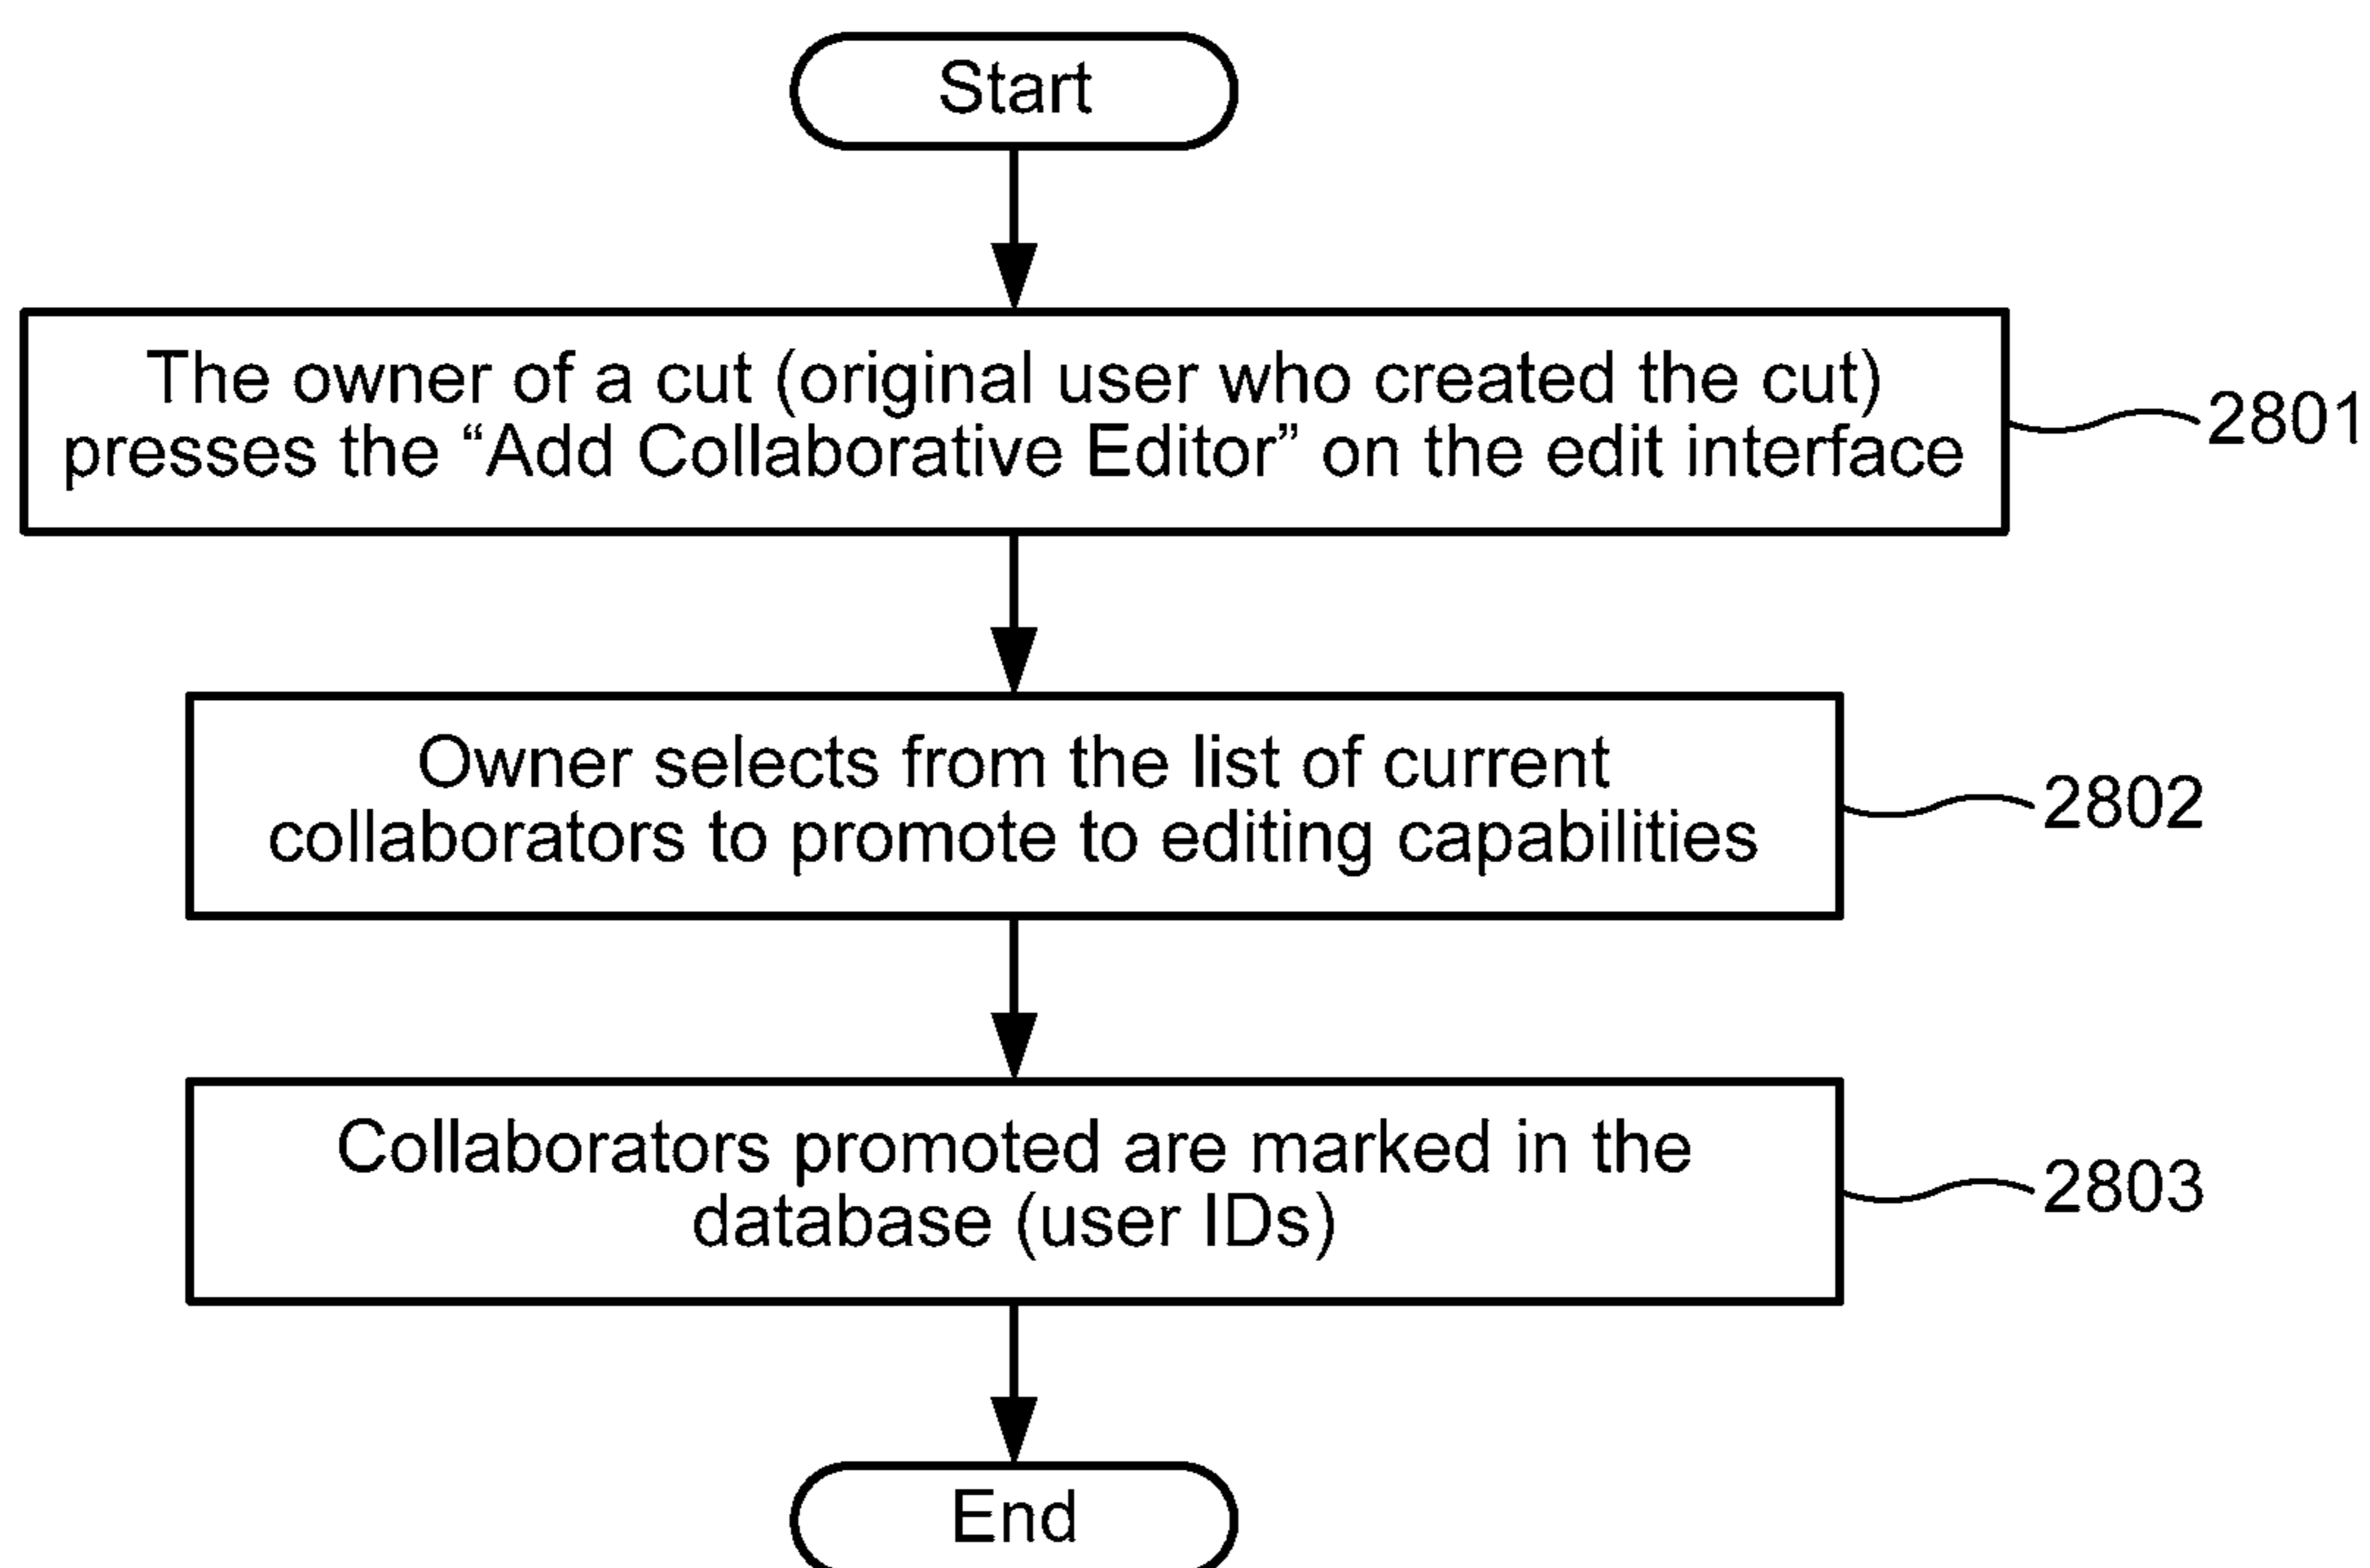 Start
The owner of a cut (original user who created the cut)
presses the “Add Collaborative Editor” on the edit interface
2801
Owner selects from the list of current
collaborators to promote to editing capabilities
2802
Collaborators promoted are marked in the
database (user IDs)
2803
End